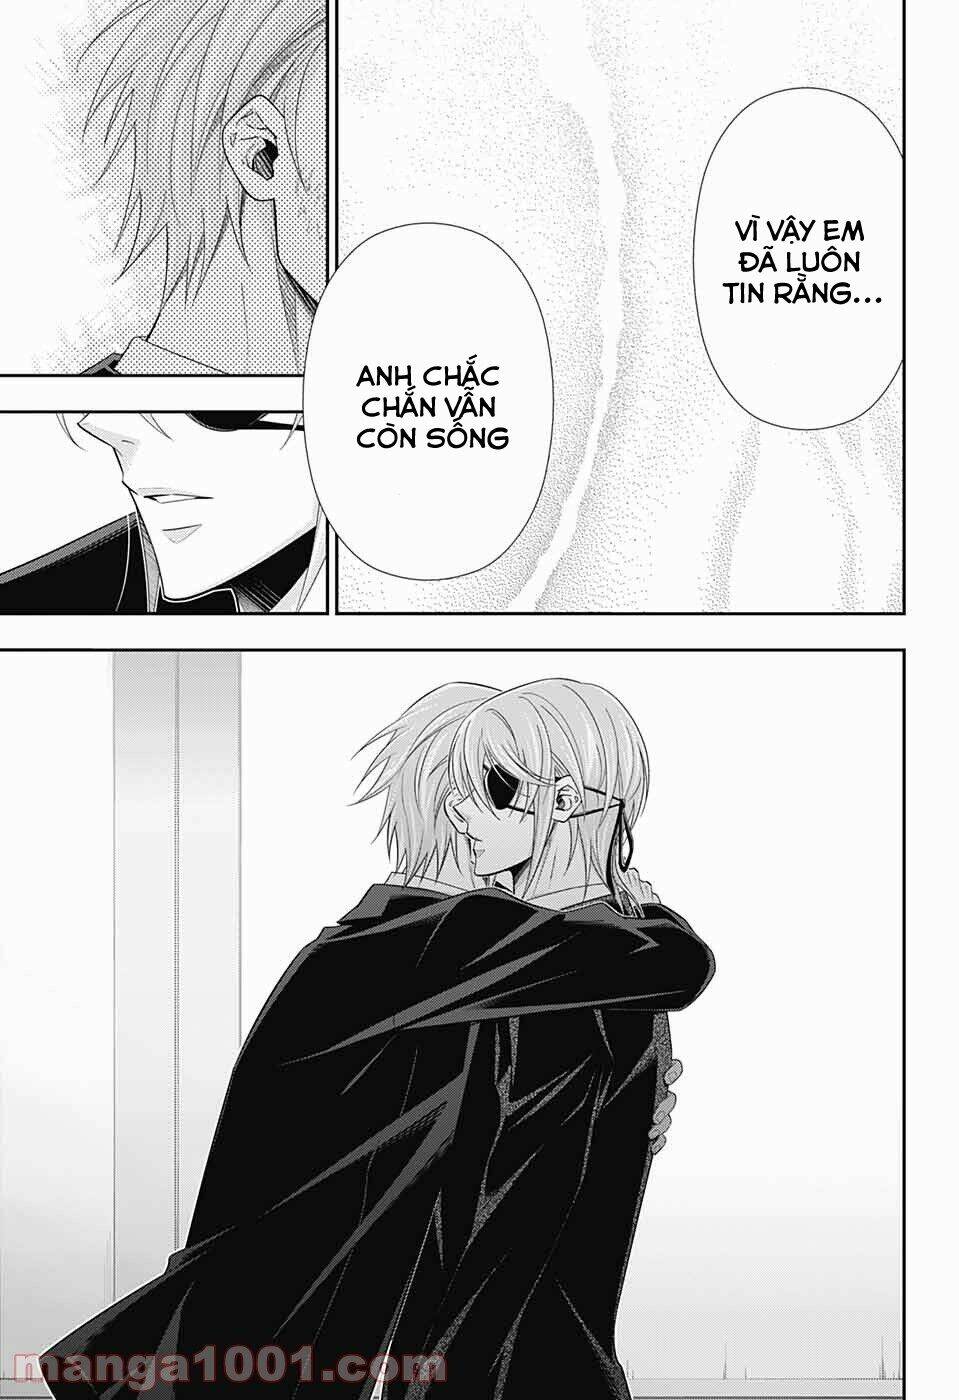 VÌ VẬY EM
ĐÃ LUÔN
TIN RẰNG...
ANH CHẮC
CHẮN VẪN
CÒN SỐNG
manga1001.com